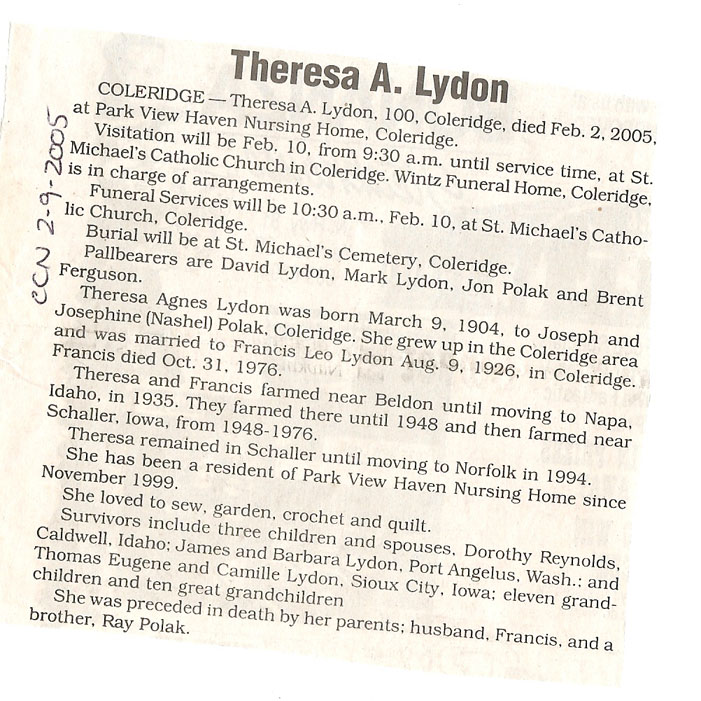 Theresa A. Lydon
COLERIDGE — Theresa A. Lydon, 100, Coleridge, died Feb. 2, 2005,
at Park View Haven Nursing Home, Coleridge.
Visitation will be Feb. 10, from 9:30 a.m. until service time, at St.
Michael's Catholic Church in Coleridge. Wintz Funeral Home, Coleridge,
is in charge of arrangements.
Funeral Services will be 10:30 a.m., Feb. 10, at St. Michael's Catho-
lic Church, Coleridge.
Burial will be at St. Michael's Cemetery, Coleridge.
Pallbearers are David Lydon, Mark Lydon, Jon Polak and Brent
Ferguson.
Theresa Agnes Lydon was born March 9, 1904, to Joseph and
Josephine (Nashel) Polak, Coleridge. She grew up in the Coleridge area
and was married to Francis Leo Lydon Aug. 9, 1926, in Coleridge.
Francis died Oct. 31, 1976.
Theresa and Francis farmed near Beldon until moving to Napa,
Idaho, in 1935. They farmed there until 1948 and then farmed near
Schaller, Iowa, from 1948-1976.
Theresa remained in Schaller until moving to Norfolk in 1994.
She has been a resident of Park View Haven Nursing Home since
November 1999.
She loved to sew, garden, crochet and quilt.
Survivors include three children and spouses, Dorothy Reynolds,
Caldwell, Idaho; James and Barbara Lydon, Port Angelus, Wash.; and
Thomas Eugene and Camille Lydon, Sioux City, Iowa; eleven grand-
children and ten great grandchildren
She was preceded in death by her parents; husband, Francis, and a
brother, Ray Polak.
CCN 2-9-2005